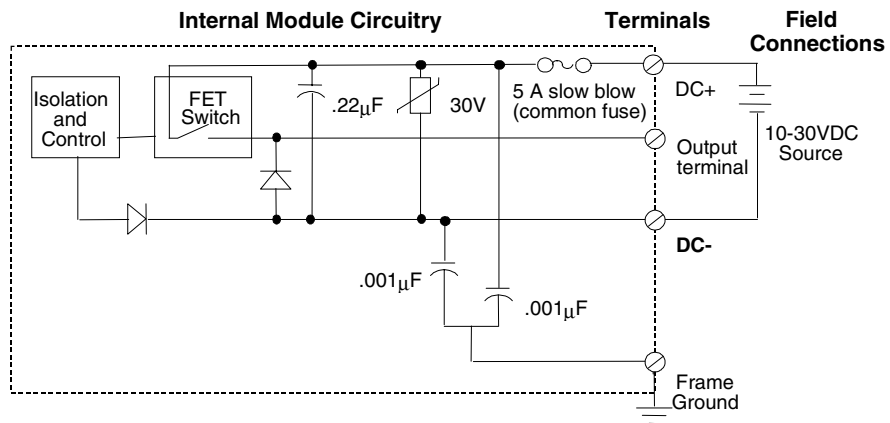 Internal Module Circuitry
Terminals
Field
Connections
Isolation
and
Control
FET
Switch
.22µF
30V
5 A slow blow
(common fuse)
DC+
10-30VDC
Source
Output
terminal
DC-
.001µF
.001µF
Frame
Ground